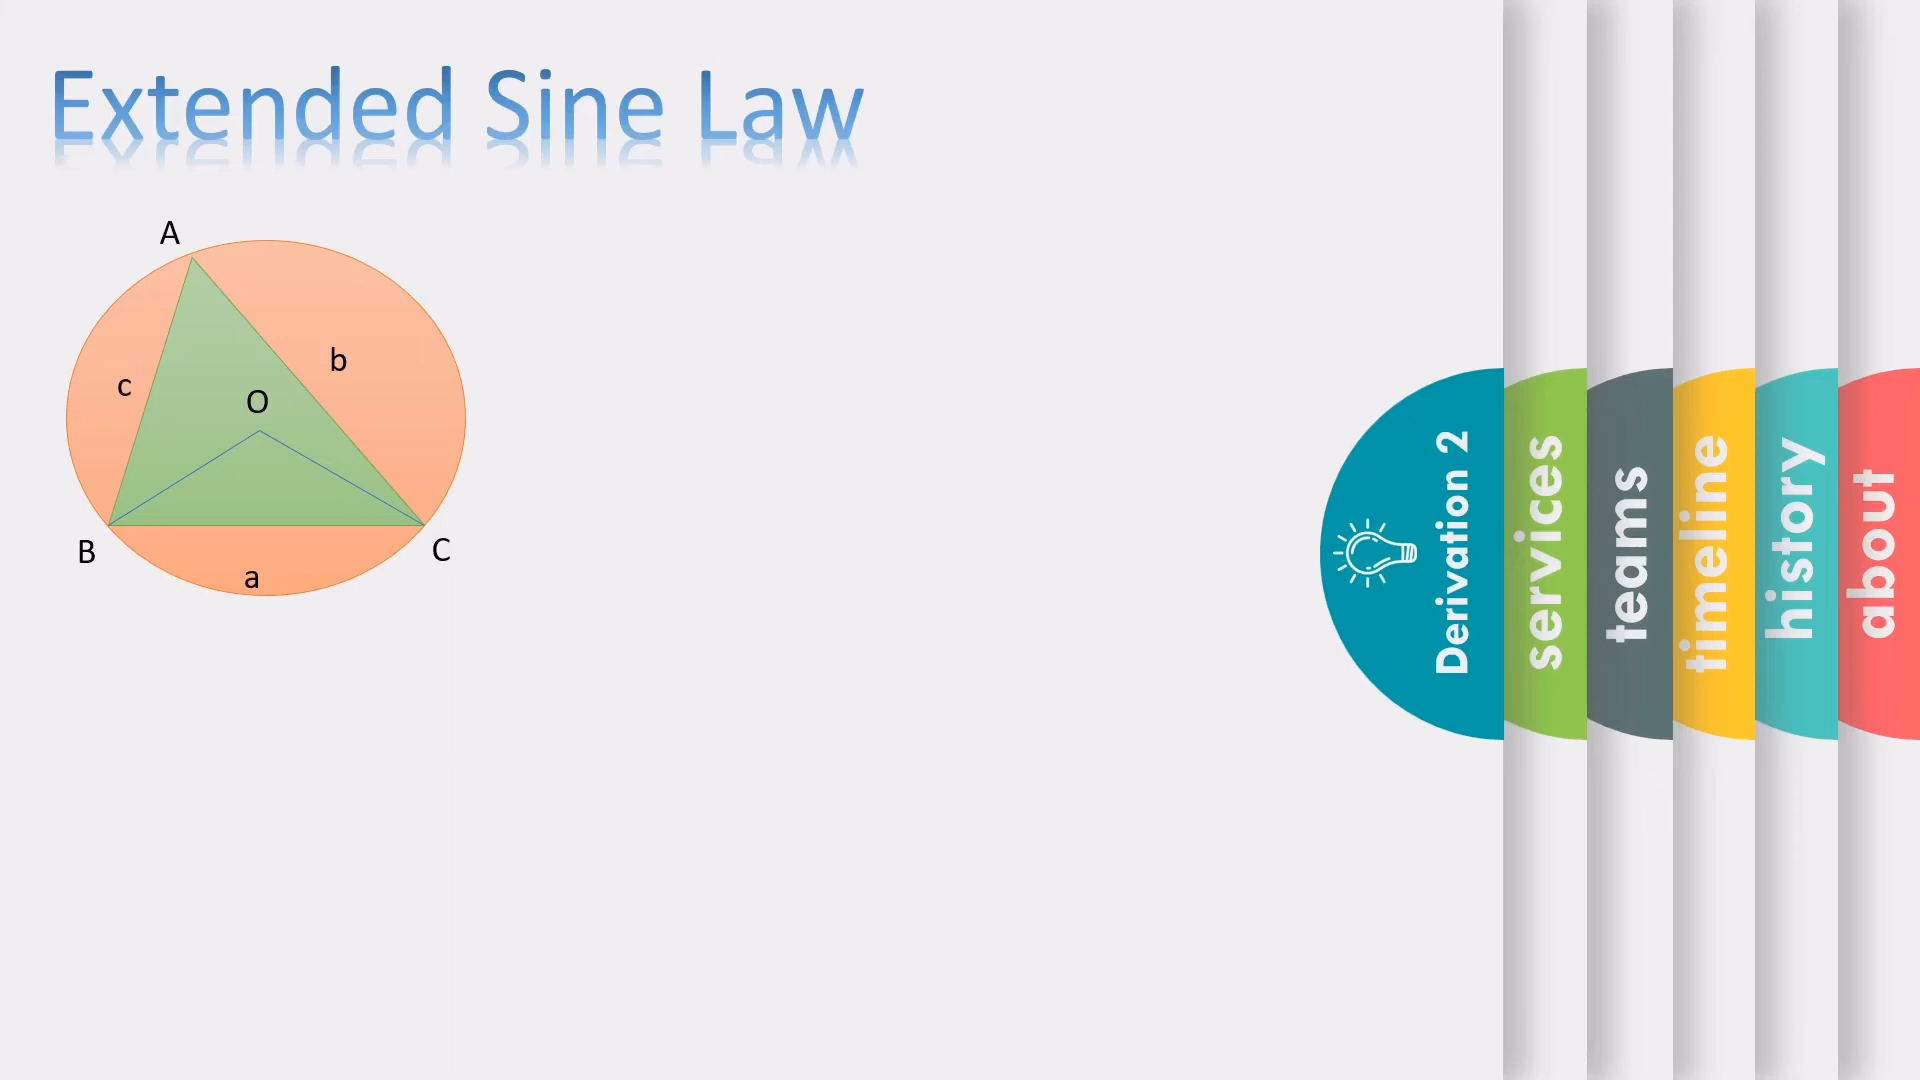 Extended Sine Law
A
b
c
O
B
C
a
Derivation 2
services
teams
timeline
history
about